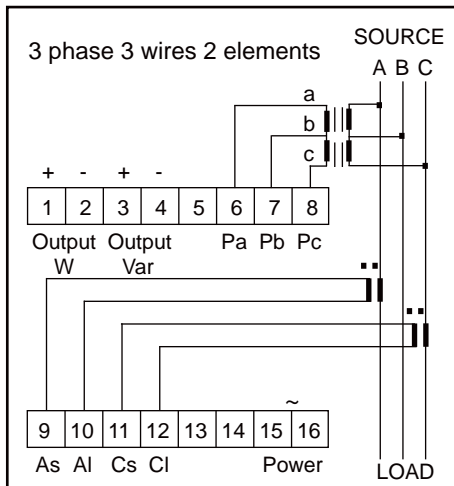 3 phase 3 wires 2 elements
SOURCE
A B C
a
b
c
+ - + -
1 2 3 4 5 6 7 8
Output Output Pa Pb Pc
W Var
~
9 10 11 12 13 14 15 16
As Al Cs Cl Power
LOAD